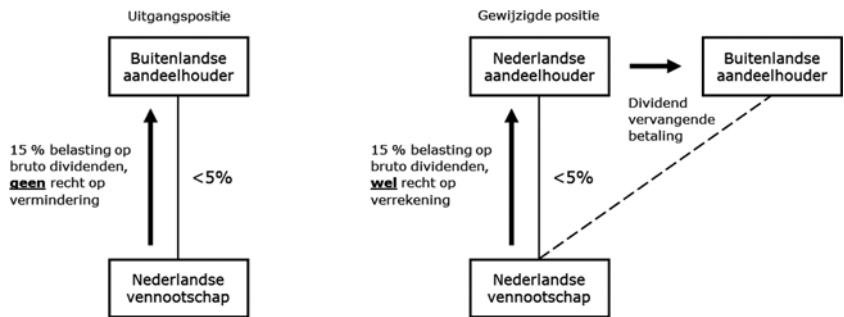 Uitgangspositie
Buitenlandse
aandeelhouder
15 % belasting op
bruto dividenden,
geen recht op
vermindering
<5%
Nederlandse
vennootschap
Gewijzigde positie
Nederlandse
aandeelhouder
Buitenlandse
aandeelhouder
Dividend
vervangende
betaling
15 % belasting op
bruto dividenden,
wel recht op
verrekening
<5%
Nederlandse
vennootschap